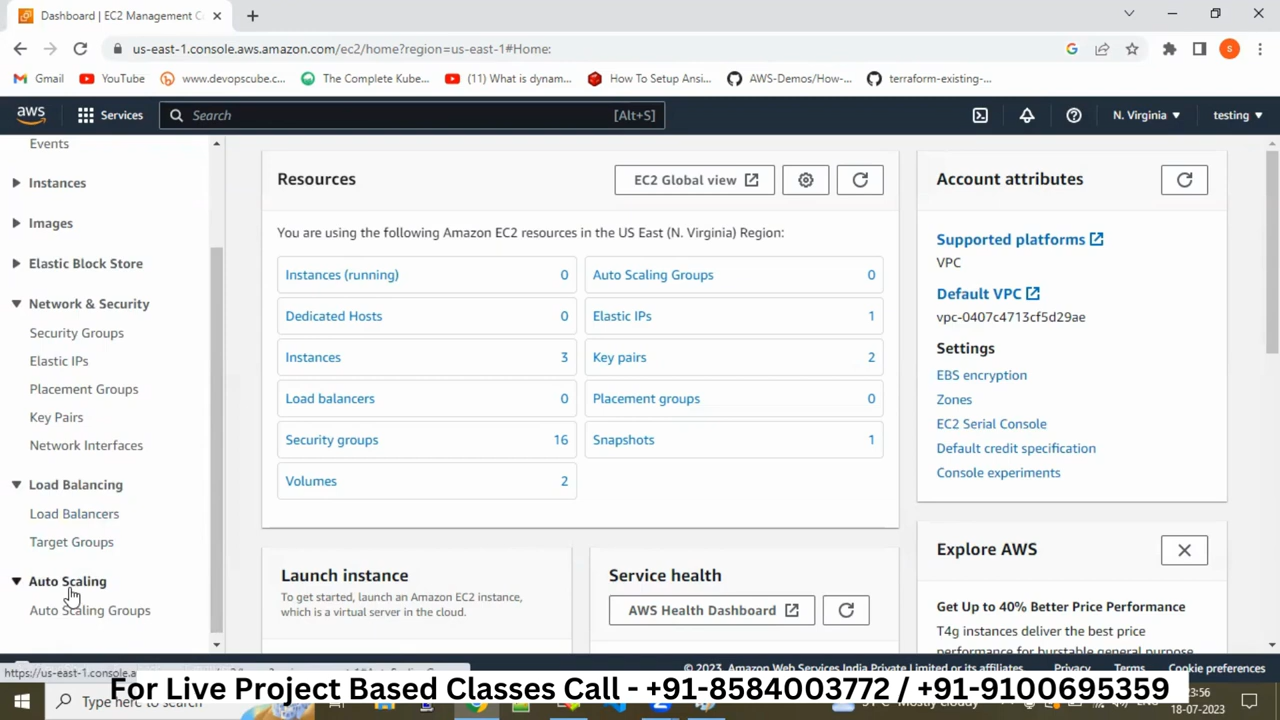 Dashboard | EC2 Management C
us-east-1.console.aws.amazon.com/ec2/home?region=us-east-1#Home:
S
Gmail
YouTube
www.devopscube.c...
The Complete Kube...
(11) What is dynam...
How To Setup Ansi...
AWS-Demos/How-...
terraform-existing-...
aws
Services
Search
[Alt+S]
N. Virginia
testing
Events
Instances
Images
Elastic Block Store
Network & Security
Security Groups
Elastic IPs
Placement Groups
Key Pairs
Network Interfaces
Load Balancing
Load Balancers
Target Groups
Auto Scaling
Auto Scaling Groups
Resources
EC2 Global view
You are using the following Amazon EC2 resources in the US East (N. Virginia) Region:
Instances (running) 0
Auto Scaling Groups 0
Dedicated Hosts 0
Elastic IPs 1
Instances 3
Key pairs 2
Load balancers 0
Placement groups 0
Security groups 16
Snapshots 1
Volumes 2
Launch instance
To get started, launch an Amazon EC2 instance,
which is a virtual server in the cloud.
Service health
AWS Health Dashboard
Account attributes
Supported platforms
VPC
Default VPC
vpc-0407c4713cf5d29ae
Settings
EBS encryption
Zones
EC2 Serial Console
Default credit specification
Console experiments
Explore AWS
Get Up to 40% Better Price Performance
T4g instances deliver the best price
performance for burstable general purpose
https://us-east-1.console.a
© 2023, Amazon Web Services India Private Limited or its affiliates.
Privacy
Terms
Cookie preferences
For Live Project Based Classes Call - +91-8584003772 / +91-9100695359
Type here to search
Mostly cloudy
23:56
18-07-2023